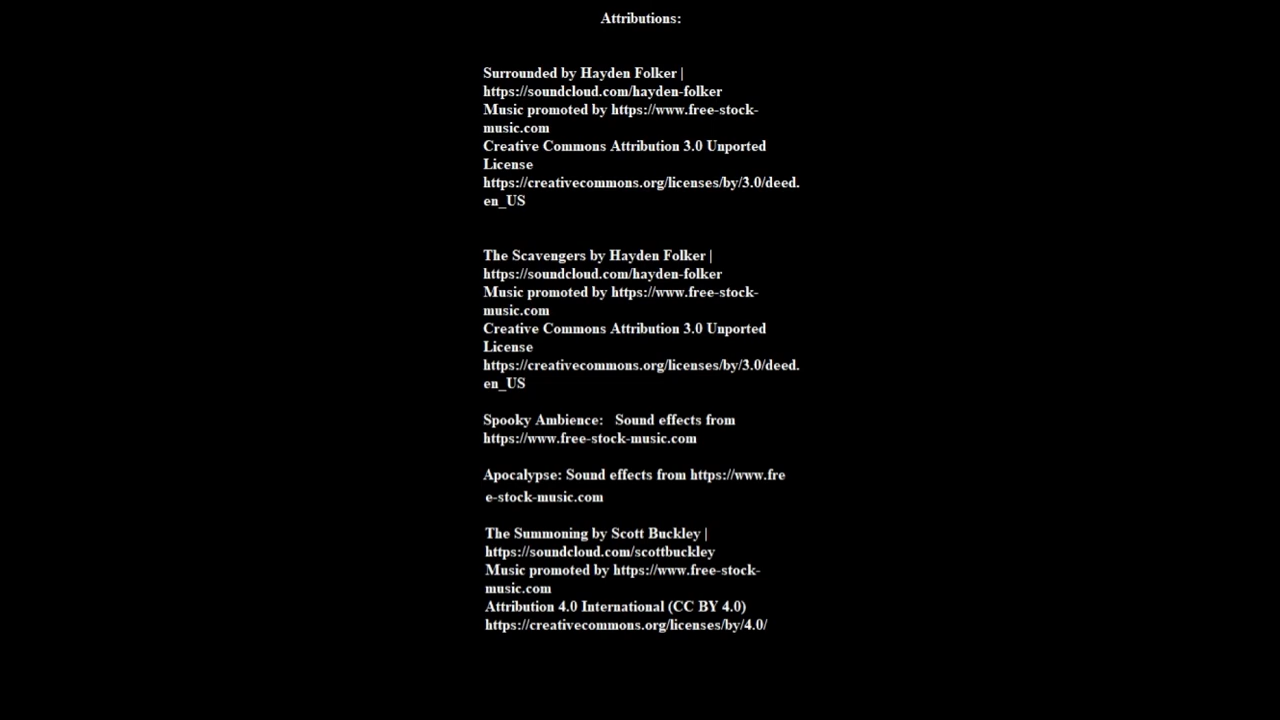 Attributions:
Surrounded by Hayden Folker |
https://soundcloud.com/hayden-folker
Music promoted by https://www.free-stock-
music.com
Creative Commons Attribution 3.0 Unported
License
https://creativecommons.org/licenses/by/3.0/deed.
en_US
The Scavengers by Hayden Folker |
https://soundcloud.com/hayden-folker
Music promoted by https://www.free-stock-
music.com
Creative Commons Attribution 3.0 Unported
License
https://creativecommons.org/licenses/by/3.0/deed.
en_US
Spooky Ambience:   Sound effects from
https://www.free-stock-music.com
Apocalypse: Sound effects from https://www.fre
e-stock-music.com
The Summoning by Scott Buckley |
https://soundcloud.com/scottbuckley
Music promoted by https://www.free-stock-
music.com
Attribution 4.0 International (CC BY 4.0)
https://creativecommons.org/licenses/by/4.0/